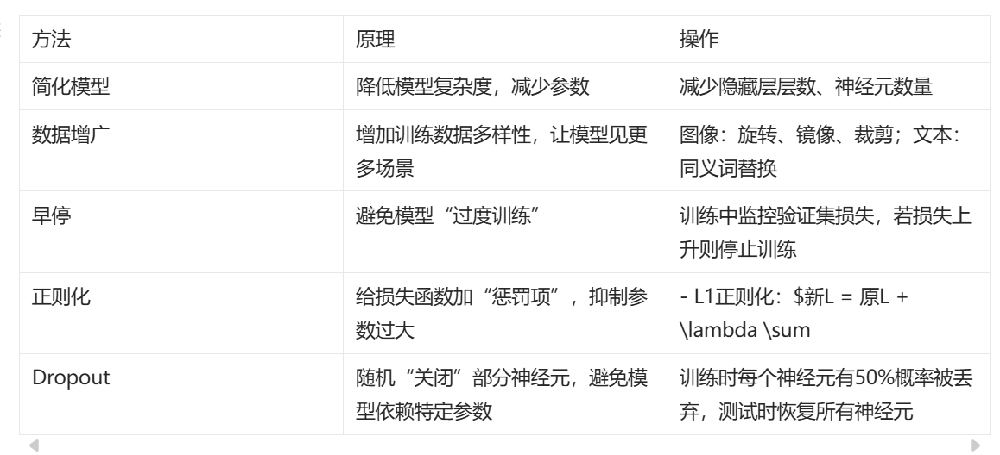 方法
原理
操作
简化模型
降低模型复杂度，减少参数
减少隐藏层层数、神经元数量
数据增广
增加训练数据多样性，让模型见更
多场景
图像：旋转、镜像、裁剪；文本：
同义词替换
早停
避免模型“过度训练”
训练中监控验证集损失，若损失上
升则停止训练
正则化
给损失函数加“惩罚项”，抑制参
数过大
- L1正则化：$新L = 原L +
\lambda \sum
Dropout
随机“关闭”部分神经元，避免模
型依赖特定参数
训练时每个神经元有50%概率被丢
弃，测试时恢复所有神经元